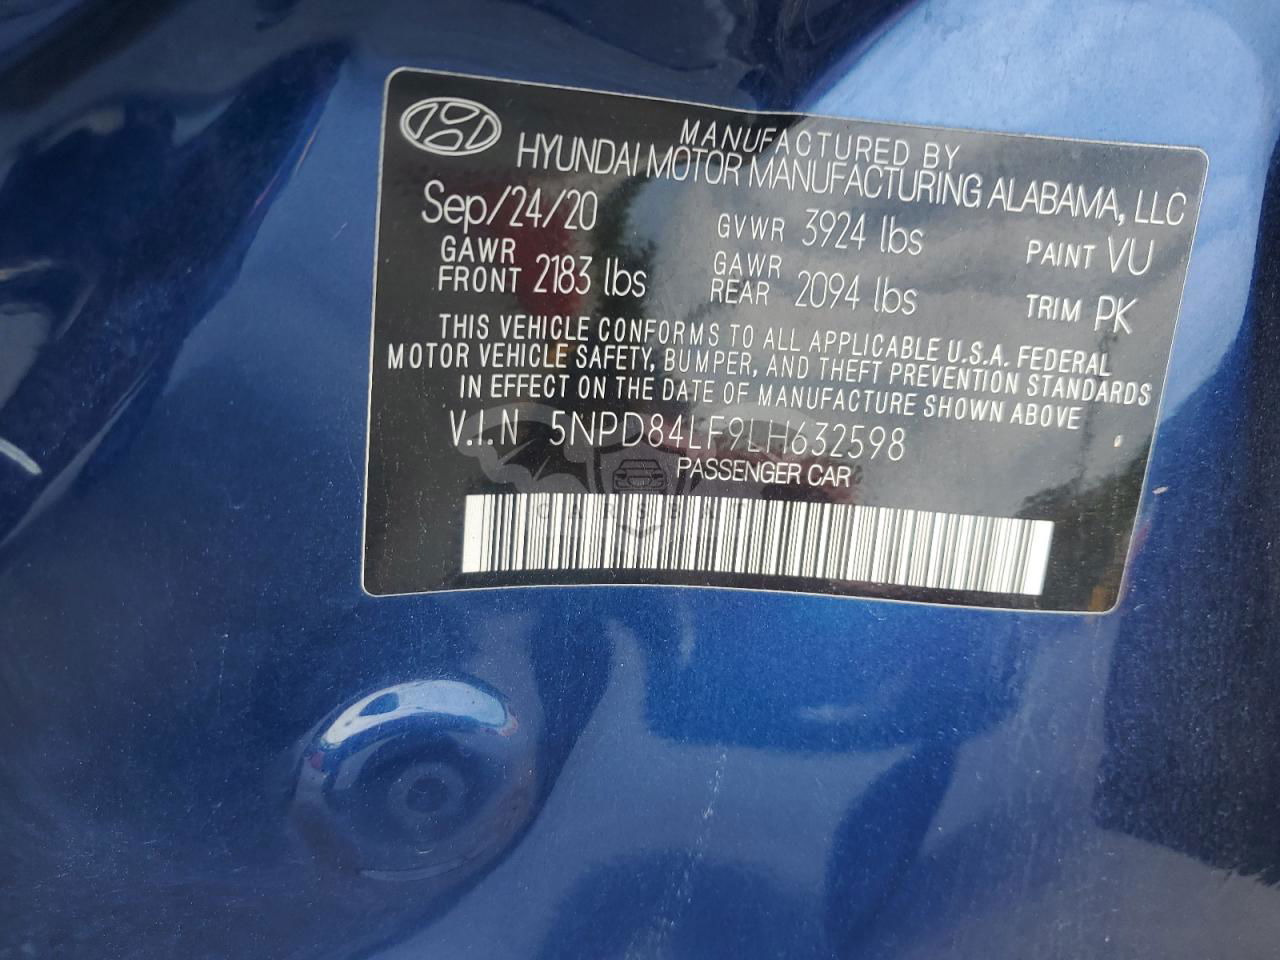 MANUFACTURED BY
HYUNDAI MOTOR MANUFACTURING ALABAMA, LLC
Sep/24/20 GVWR 3924 lbs PAINT VU
GAWR FRONT 2183 lbs GAWR REAR 2094 lbs TRIM PK
THIS VEHICLE CONFORMS TO ALL APPLICABLE U.S.A. FEDERAL
MOTOR VEHICLE SAFETY, BUMPER, AND THEFT PREVENTION STANDARDS
IN EFFECT ON THE DATE OF MANUFACTURE SHOWN ABOVE
V.I.N 5NPD84LF9LH632598
PASSENGER CAR